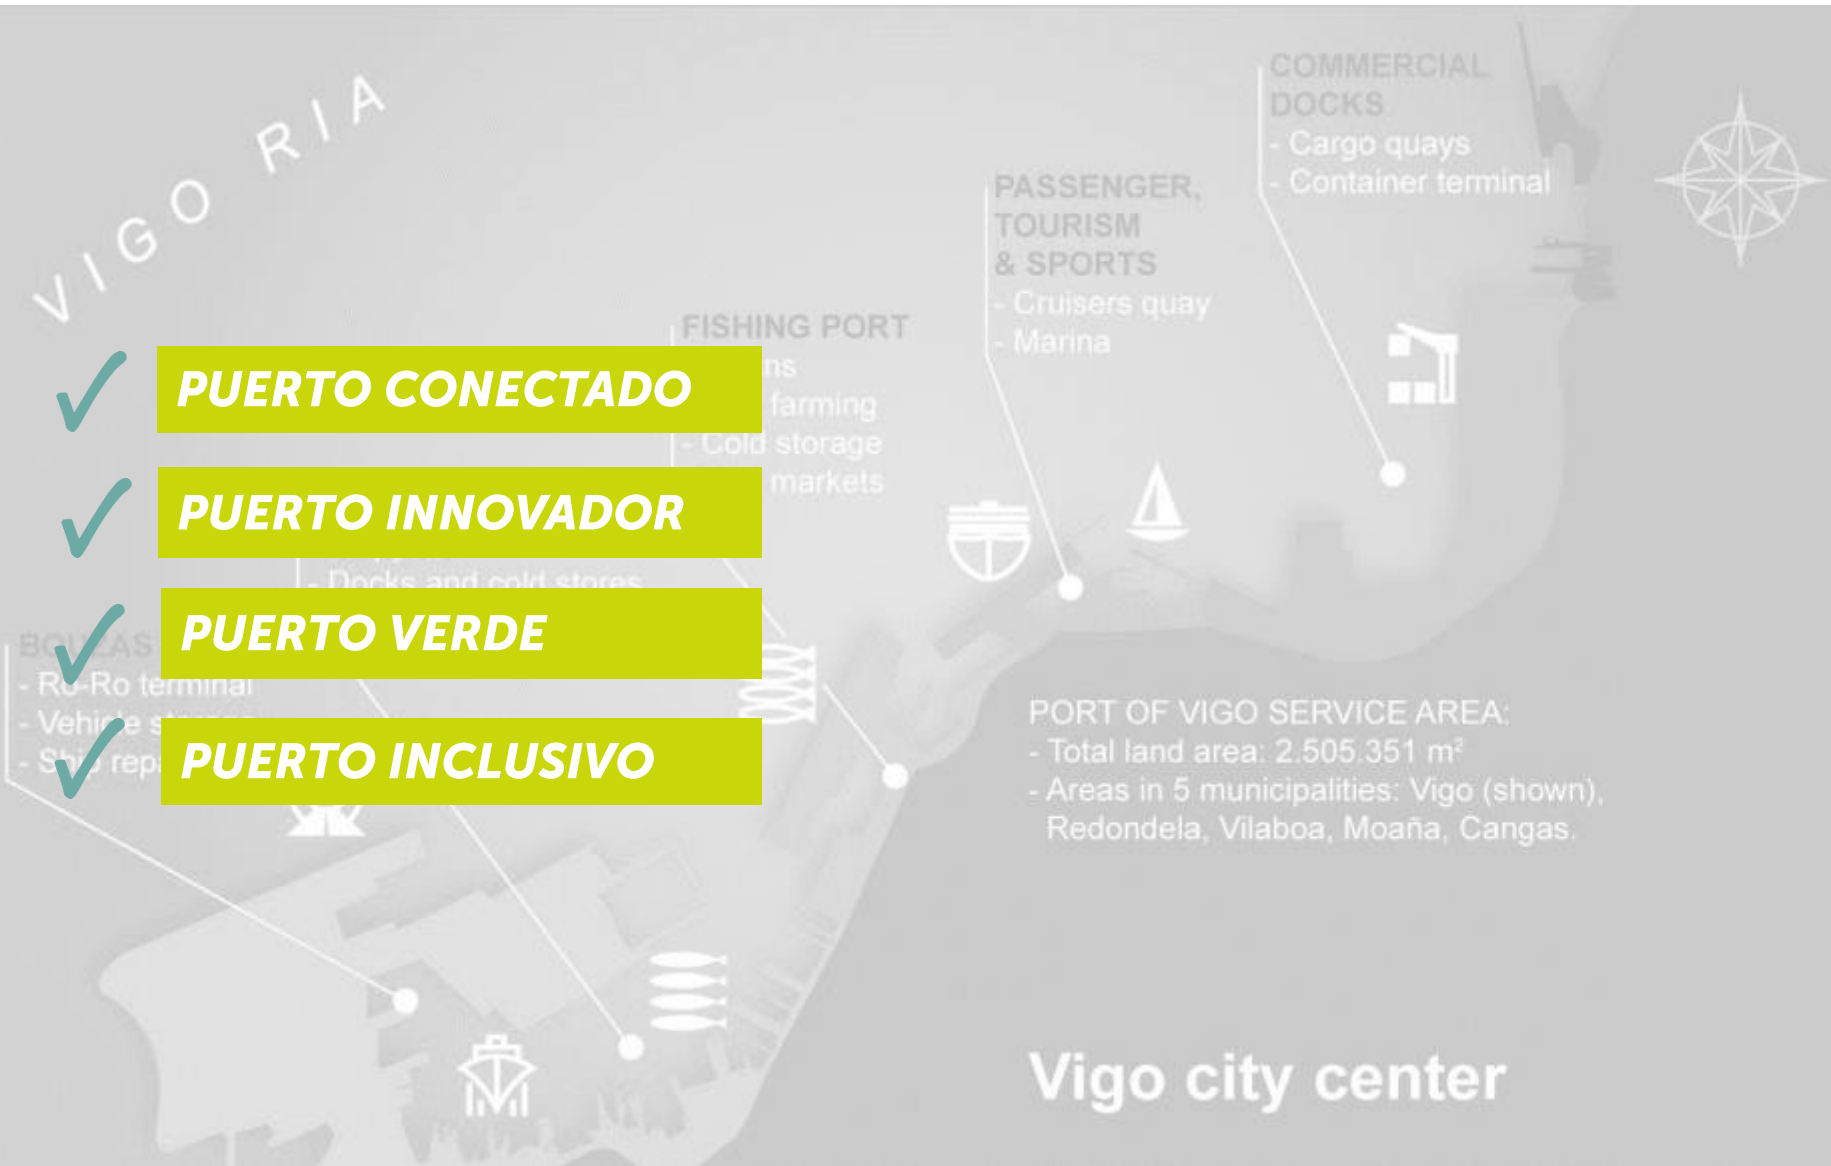 VIGO RIA
COMMERCIAL
DOCKS
- Cargo quays
- Container terminal
PASSENGER,
TOURISM
& SPORTS
- Cruisers quay
- Marina
FISHING PORT
farming
- Cold storage
markets
PUERTO CONECTADO
PUERTO INNOVADOR
- Docks and cold stores
PUERTO VERDE
BOUZAS
- Ro-Ro terminal
- Vehicle
- Ship
PUERTO INCLUSIVO
PORT OF VIGO SERVICE AREA:
- Total land area: 2.505.351 m²
- Areas in 5 municipalities: Vigo (shown),
Redondela, Vilaboa, Moaña, Cangas.
Vigo city center